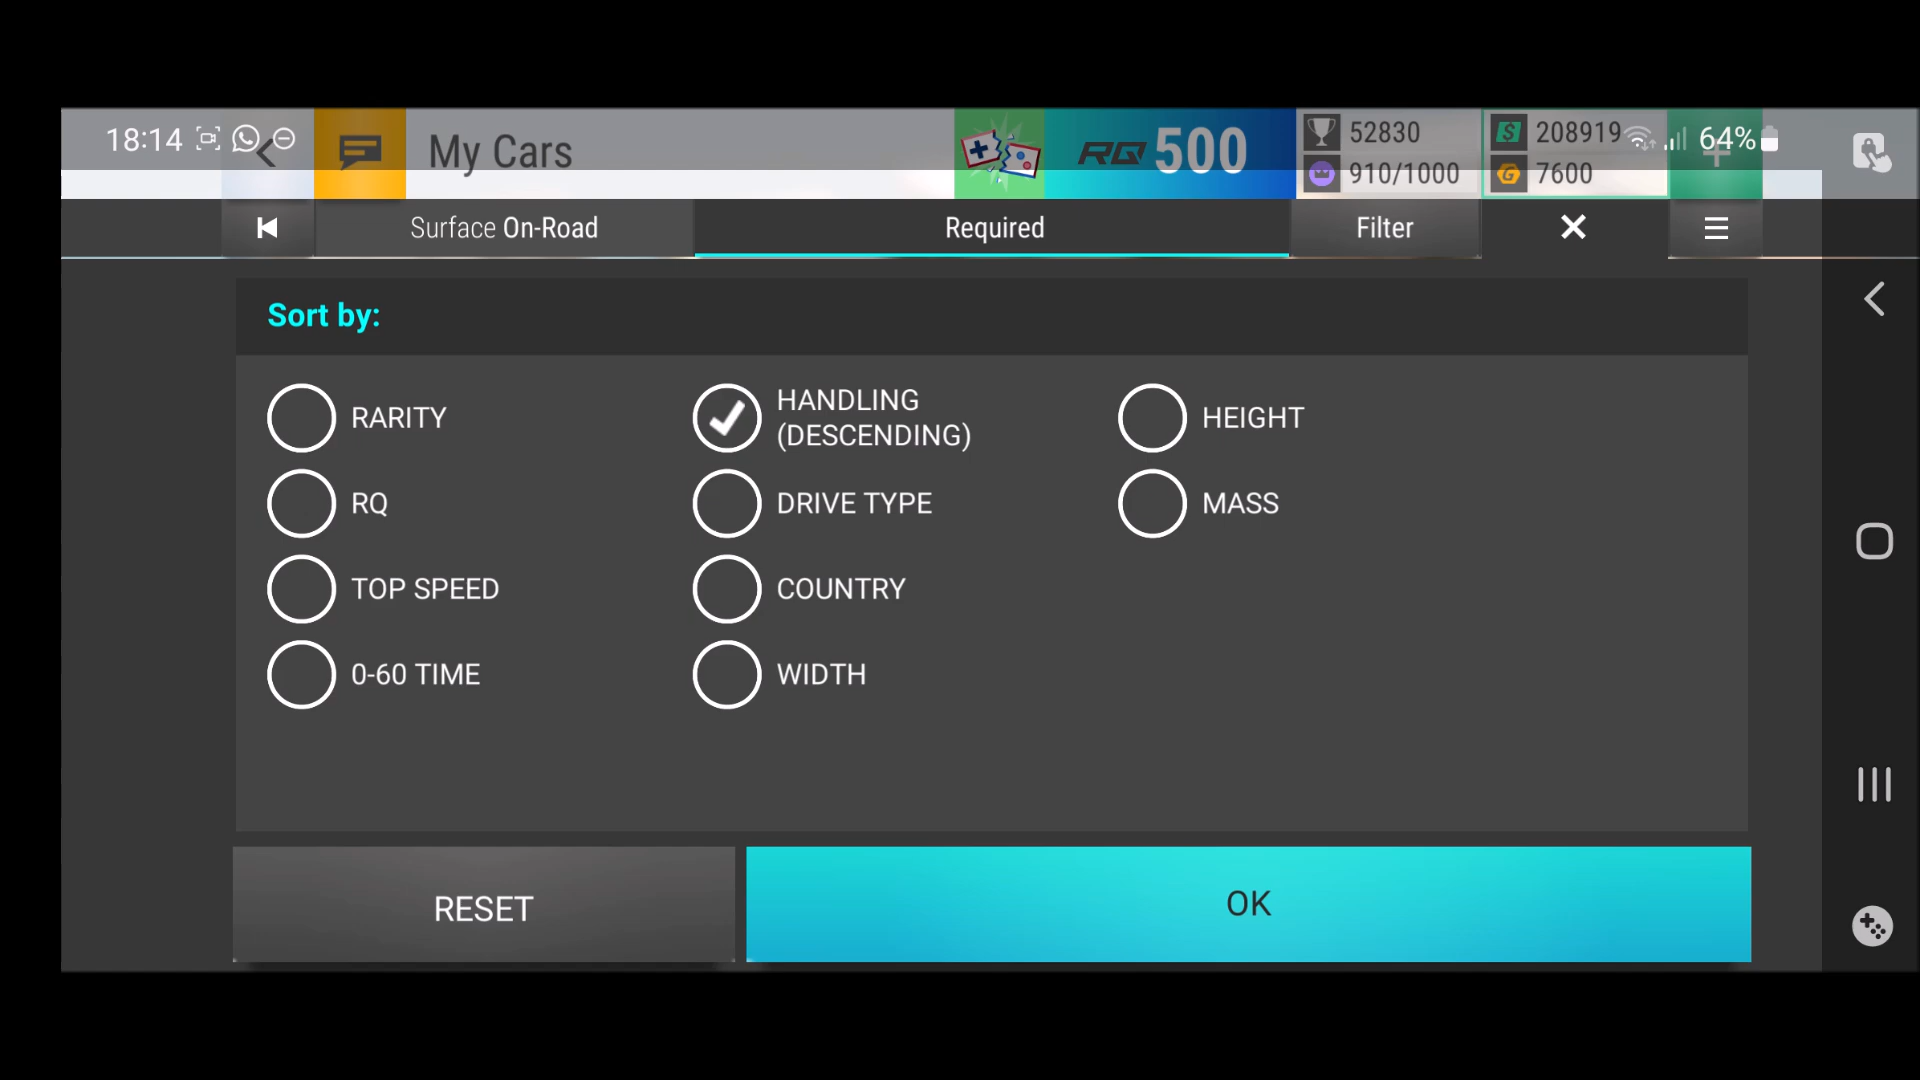 18:14
My Cars
RQ 500
52830
910/1000
208919
7600
64%
Surface On-Road
Required
Filter
Sort by:
RARITY
HANDLING
(DESCENDING)
HEIGHT
RQ
DRIVE TYPE
MASS
TOP SPEED
COUNTRY
0-60 TIME
WIDTH
RESET
OK